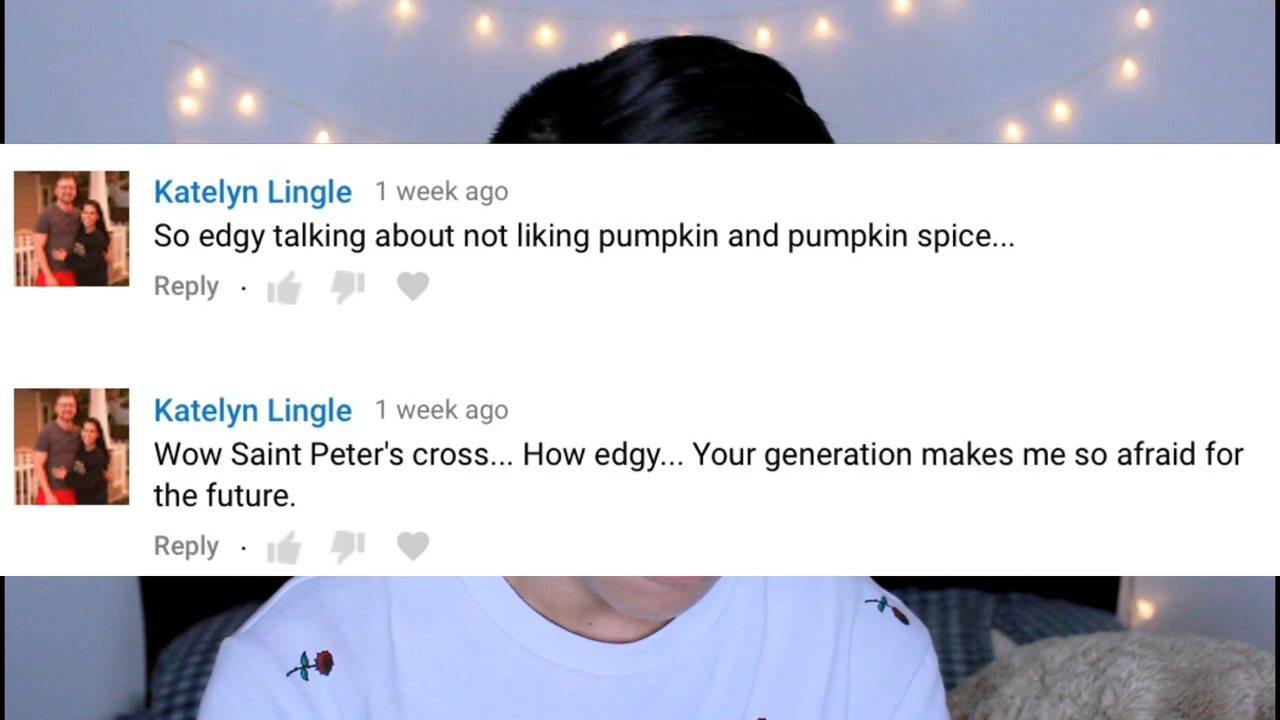 Katelyn Lingle 1 week ago
So edgy talking about not liking pumpkin and pumpkin spice...
Reply ·
Katelyn Lingle 1 week ago
Wow Saint Peter's cross... How edgy... Your generation makes me so afraid for
the future.
Reply ·